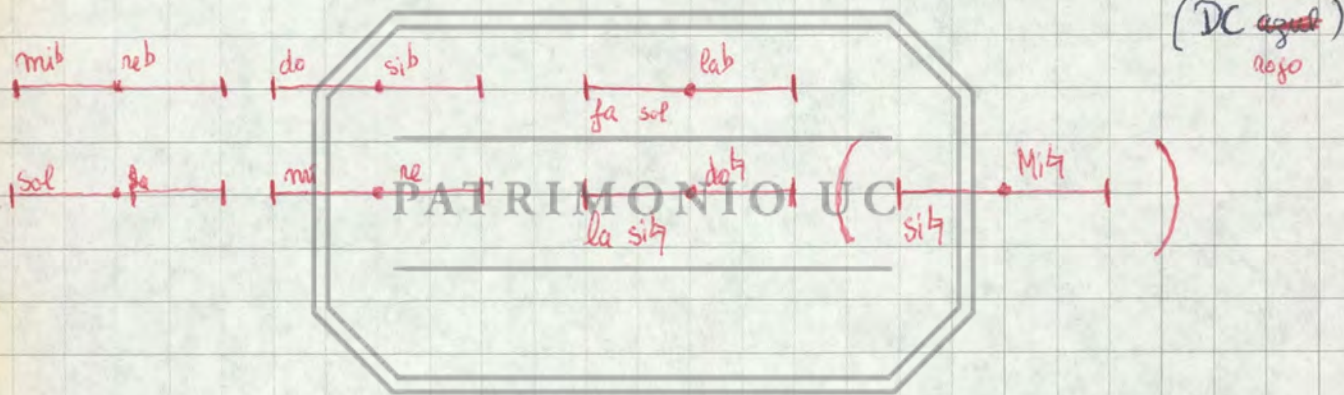 (DC ~~azul~~)
rojo
mib reb do sib lab
fa sol
sol fa mi re do♮ ( Mi♮ )
la si♮ si♮
PATRIMONIO UC